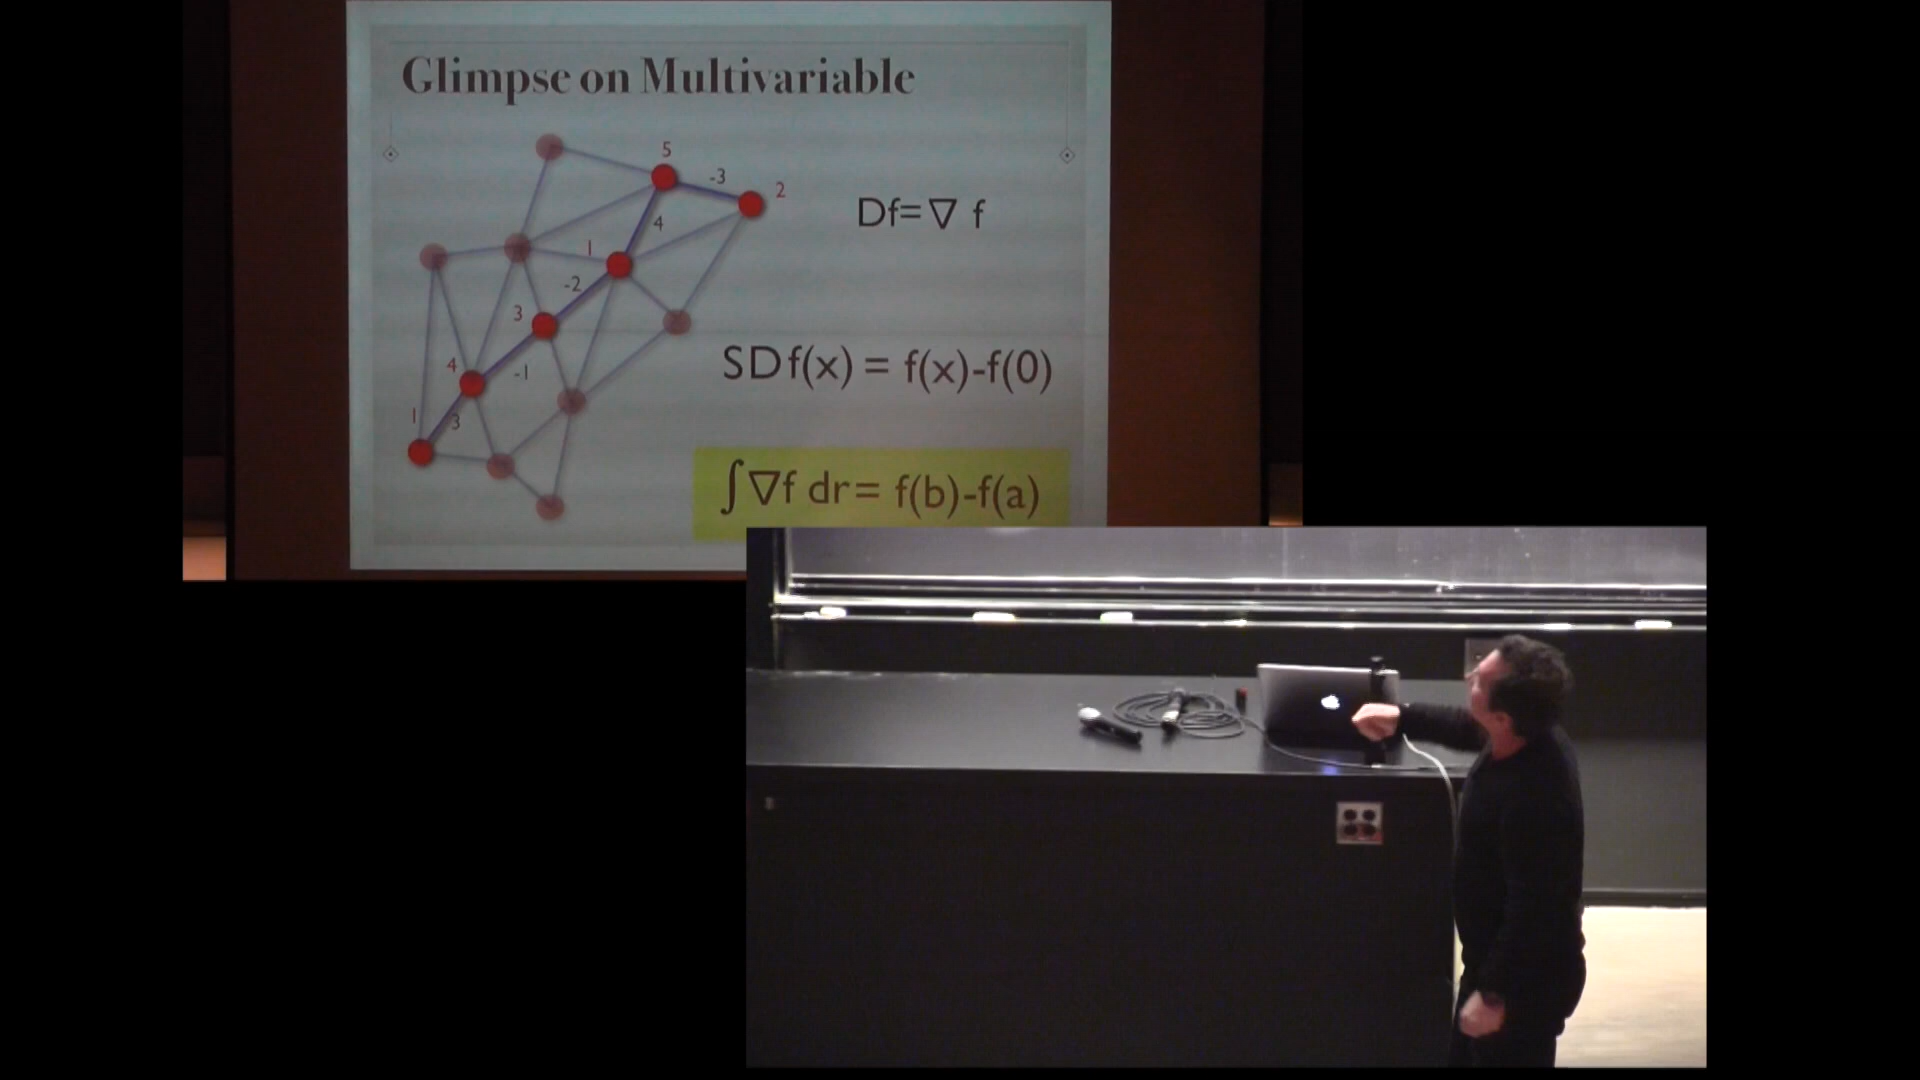 Glimpse on Multivariable
5
-3
2
Df=∇ f
4
1
-2
3
SDf(x) = f(x)-f(0)
4
-1
1
3
∫∇f dr= f(b)-f(a)